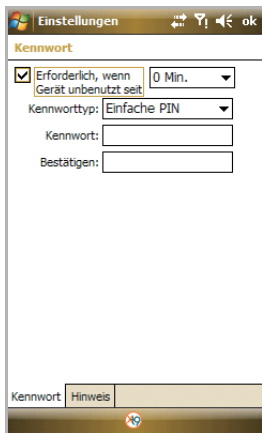 Einstellungen ok
Kennwort
Erforderlich, wenn
Gerät unbenutzt seit 0 Min.
Kennworttyp: Einfache PIN
Kennwort:
Bestätigen:
Kennwort Hinweis